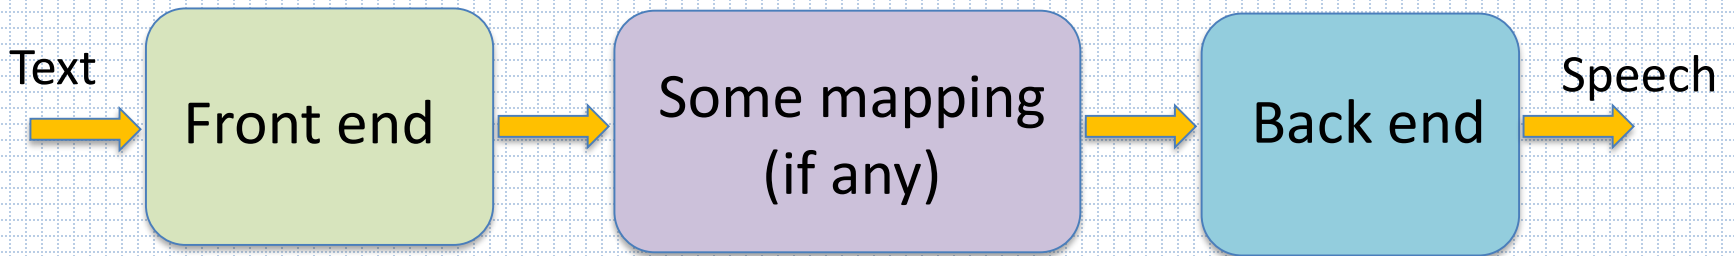 Text
Front end
Some mapping
(if any)
Back end
Speech